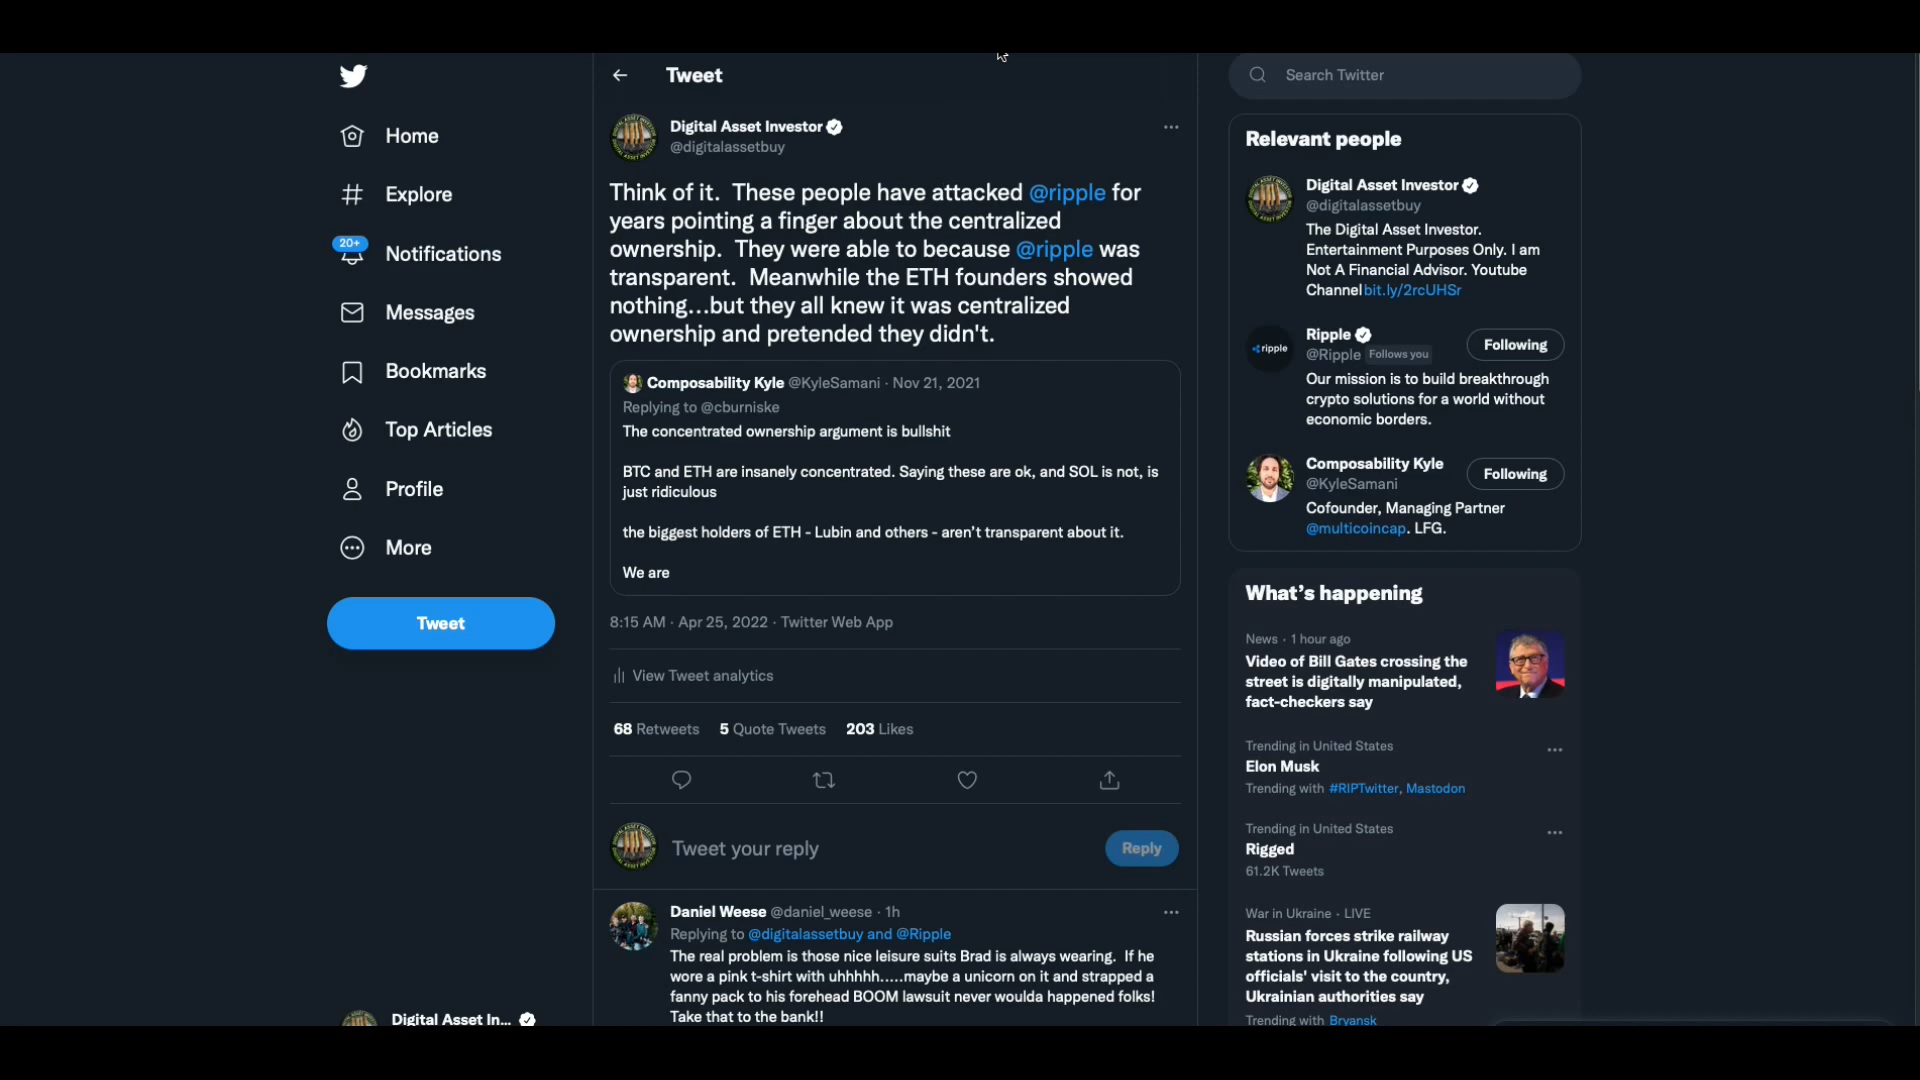 Home
Explore
20+
Notifications
Messages
Bookmarks
Top Articles
Profile
More
Tweet
Digital Asset In...
Tweet
Digital Asset Investor
@digitalassetbuy
Think of it.  These people have attacked @ripple for
years pointing a finger about the centralized
ownership.  They were able to because @ripple was
transparent.  Meanwhile the ETH founders showed
nothing...but they all knew it was centralized
ownership and pretended they didn't.
Composability Kyle @KyleSamani · Nov 21, 2021
Replying to @cburniske
The concentrated ownership argument is bullshit
BTC and ETH are insanely concentrated. Saying these are ok, and SOL is not, is
just ridiculous
the biggest holders of ETH - Lubin and others - aren't transparent about it.
We are
8:15 AM · Apr 25, 2022 · Twitter Web App
View Tweet analytics
68 Retweets 5 Quote Tweets 203 Likes
Tweet your reply
Reply
Daniel Weese @daniel_weese · 1h
Replying to @digitalassetbuy and @Ripple
The real problem is those nice leisure suits Brad is always wearing.  If he
wore a pink t-shirt with uhhhhh.....maybe a unicorn on it and strapped a
fanny pack to his forehead BOOM lawsuit never woulda happened folks!
Take that to the bank!!
Search Twitter
Relevant people
Digital Asset Investor
@digitalassetbuy
The Digital Asset Investor.
Entertainment Purposes Only. I am
Not A Financial Advisor. Youtube
Channel bit.ly/2rcUHSr
ripple
Ripple
@Ripple Follows you
Following
Our mission is to build breakthrough
crypto solutions for a world without
economic borders.
Composability Kyle
@KyleSamani
Following
Cofounder, Managing Partner
@multicoincap. LFG.
What's happening
News · 1 hour ago
Video of Bill Gates crossing the
street is digitally manipulated,
fact-checkers say
Trending in United States
Elon Musk
Trending with #RIPTwitter, Mastodon
Trending in United States
Rigged
61.2K Tweets
War in Ukraine · LIVE
Russian forces strike railway
stations in Ukraine following US
officials' visit to the country,
Ukrainian authorities say
Trending with Bryansk